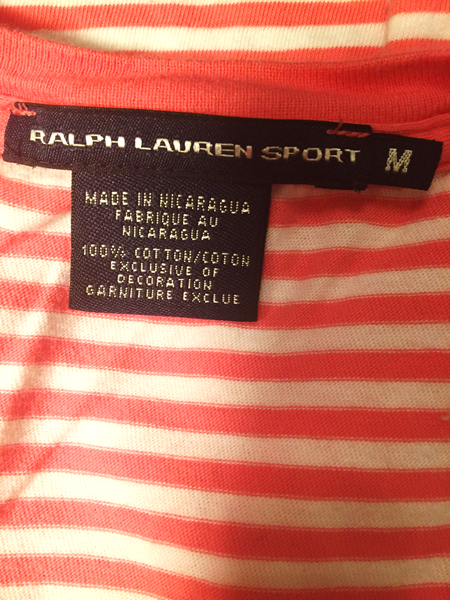 RALPH LAUREN SPORT M
MADE IN NICARAGUA
FABRIQUE AU
NICARAGUA
100% COTTON/COTON
EXCLUSIVE OF
DECORATION
GARNITURE EXCLUE